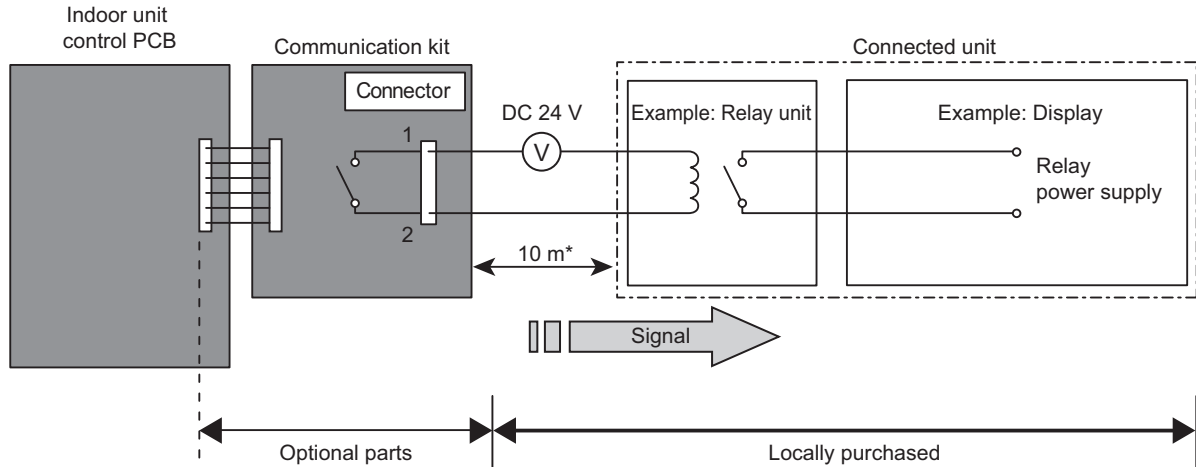 Indoor unit
control PCB
Communication kit
Connected unit
Connector
DC 24 V
Example: Relay unit
Example: Display
1
V
Relay
power supply
2
10 m*
Signal
Optional parts
Locally purchased